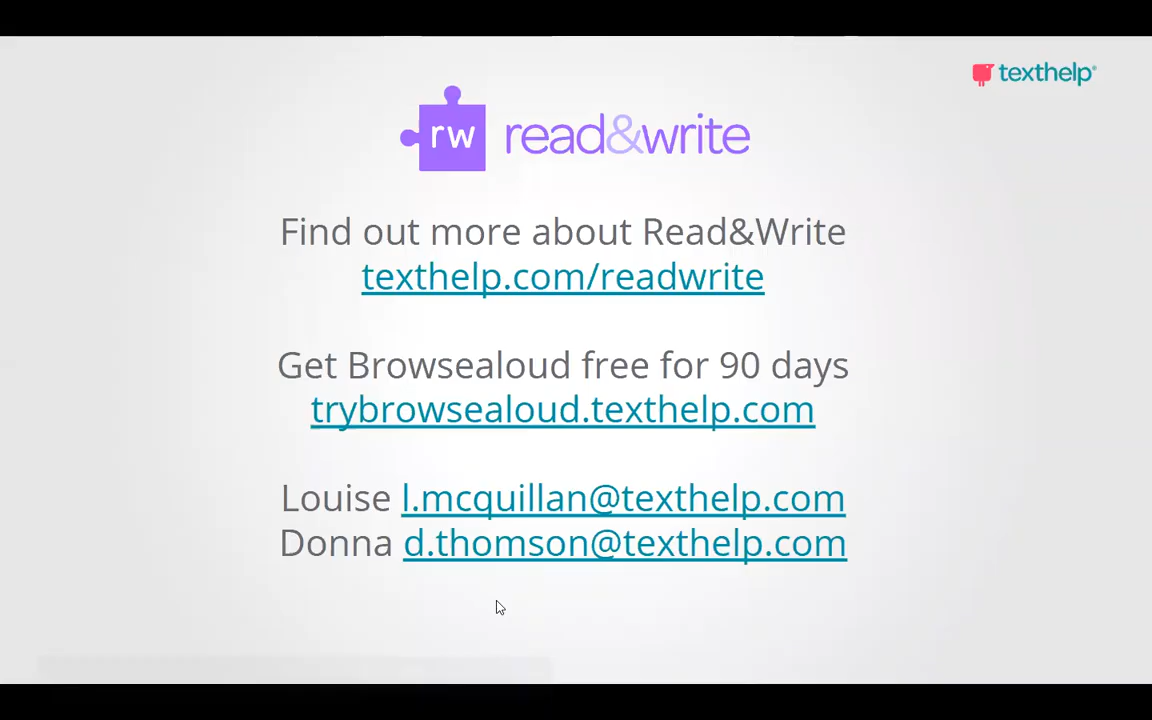 texthelp®
rw read&write
Find out more about Read&Write
texthelp.com/readwrite
Get Browsealoud free for 90 days
trybrowsealoud.texthelp.com
Louise l.mcquillan@texthelp.com
Donna d.thomson@texthelp.com